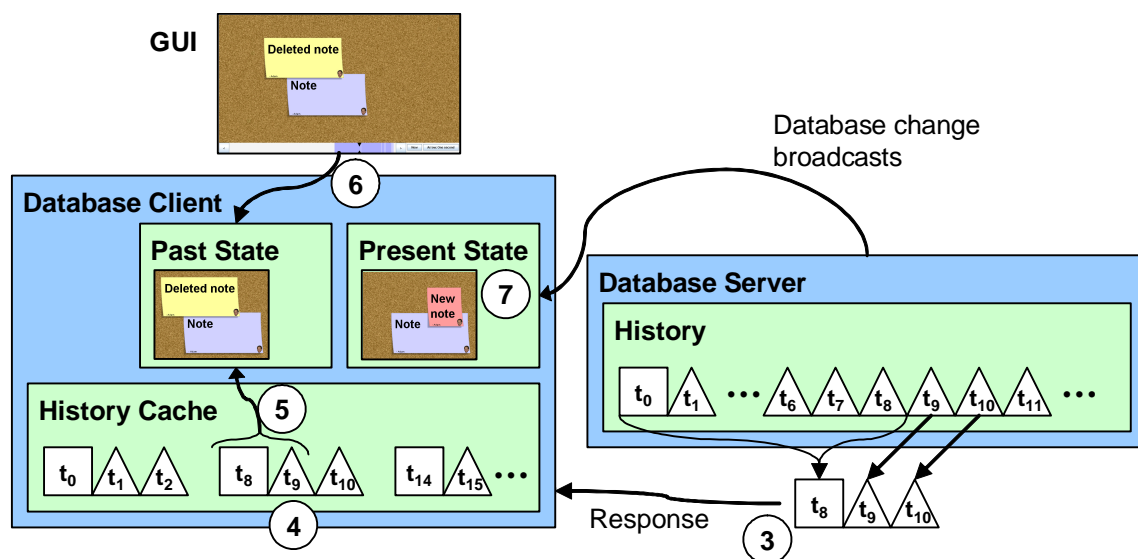 GUI
Deleted note
Note
Database change
broadcasts
6
Database Client
Past State
Present State
Deleted note
Note
New
note
Note
7
Database Server
History
t0 t1 ••• t6 t7 t8 t9 t10 t11 •••
5
History Cache
t0 t1 t2 t8 t9 t10 t14 t15 •••
4
Response
3
t8 t9 t10